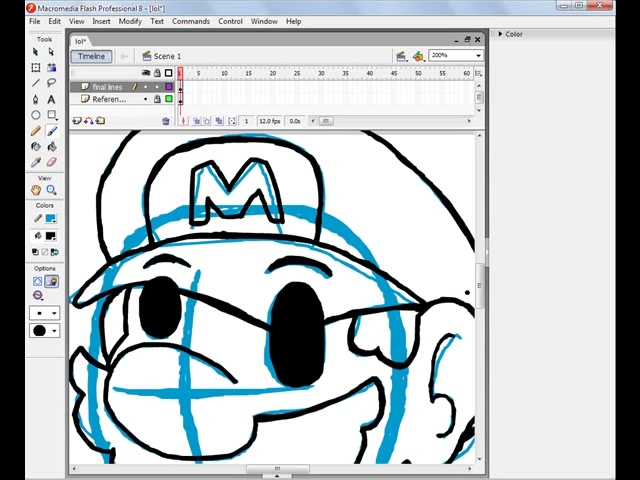 Macromedia Flash Professional 8 - [lol*]
File Edit View Insert Modify Text Commands Control Window Help
Tools
lol*
Timeline
Scene 1
200%
Color
1 5 10 15 20 25 30 35 40 45 50 55 60
final lines
Referen...
1 12.0 fps 0.0s
View
Colors
Options
M